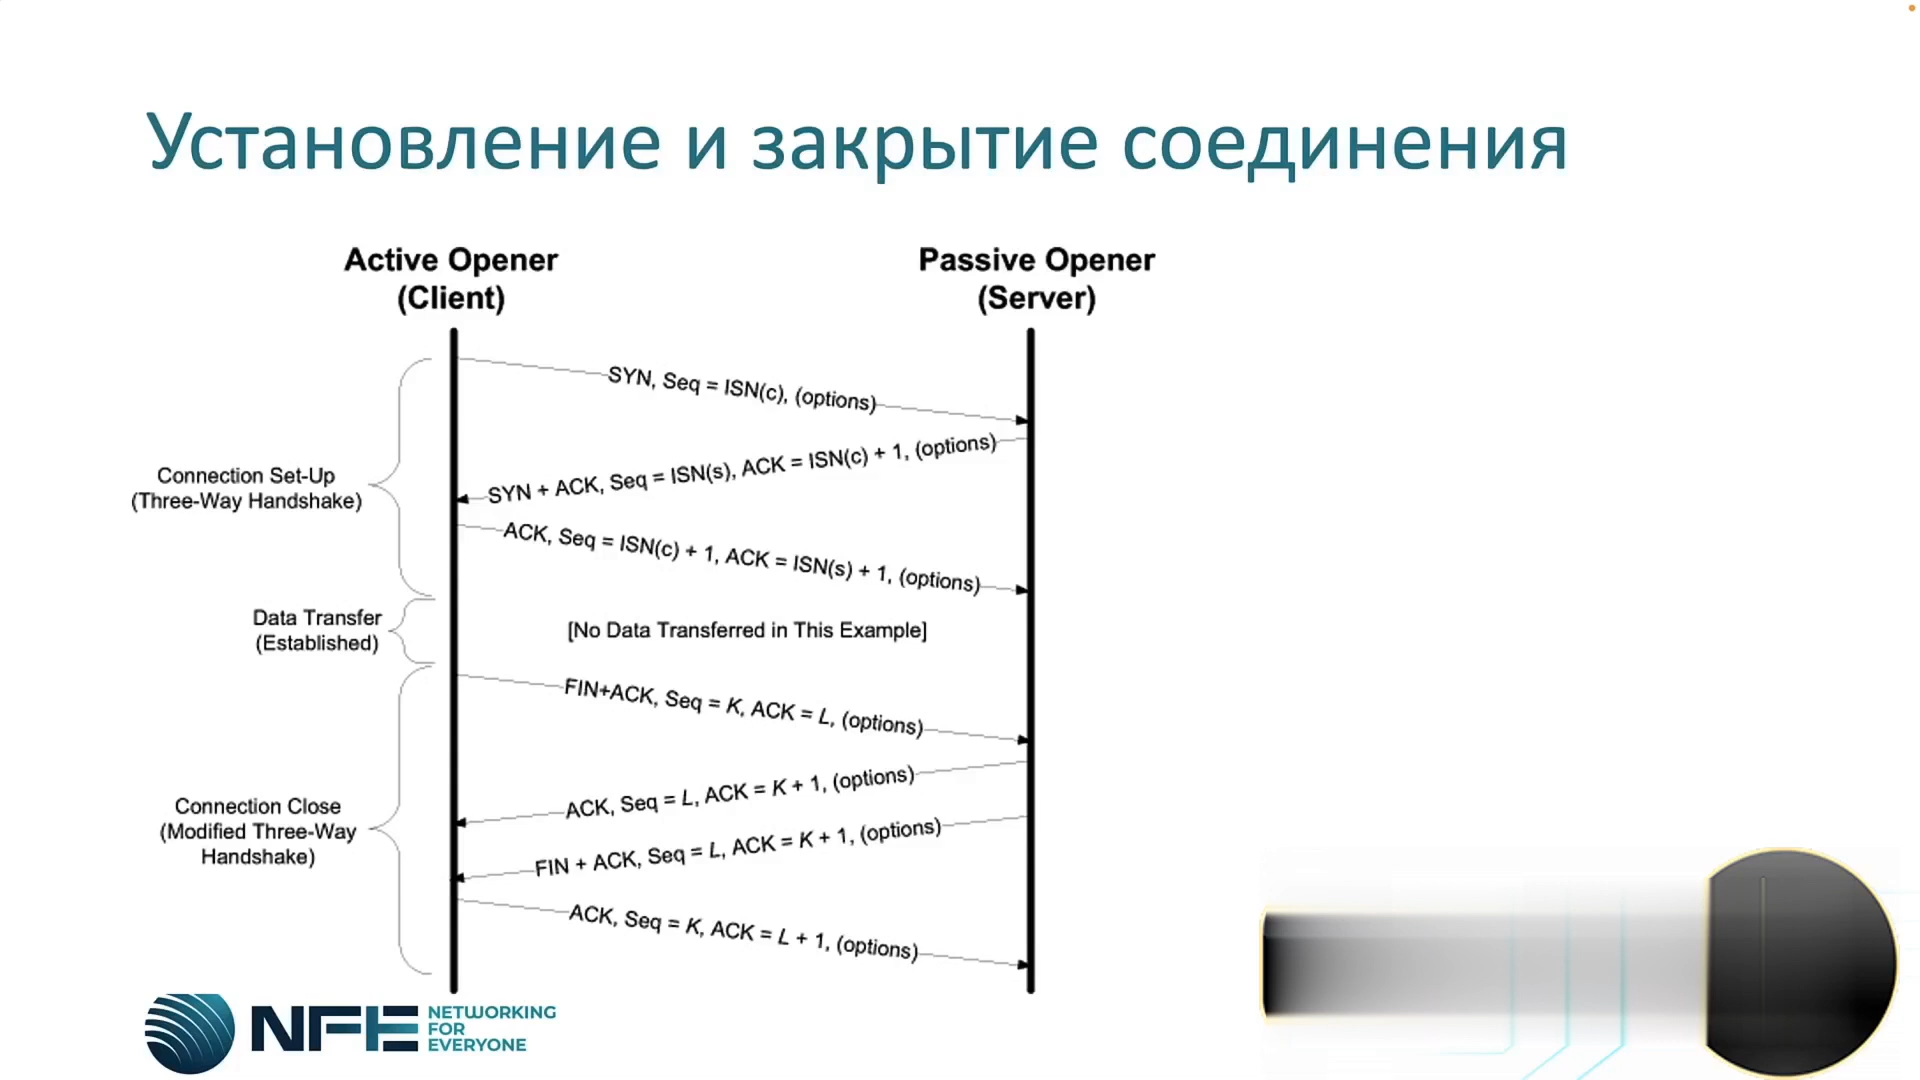 Установление и закрытие соединения
Active Opener
(Client)
Passive Opener
(Server)
SYN, Seq = ISN(c), (options)
SYN + ACK, Seq = ISN(s), ACK = ISN(c) + 1, (options)
Connection Set-Up
(Three-Way Handshake)
ACK, Seq = ISN(c) + 1, ACK = ISN(s) + 1, (options)
Data Transfer
(Established)
[No Data Transferred in This Example]
FIN+ACK, Seq = K, ACK = L, (options)
ACK, Seq = L, ACK = K + 1, (options)
Connection Close
(Modified Three-Way
Handshake)
FIN + ACK, Seq = L, ACK = K + 1, (options)
ACK, Seq = K, ACK = L + 1, (options)
NFE
NETWORKING
FOR
EVERYONE